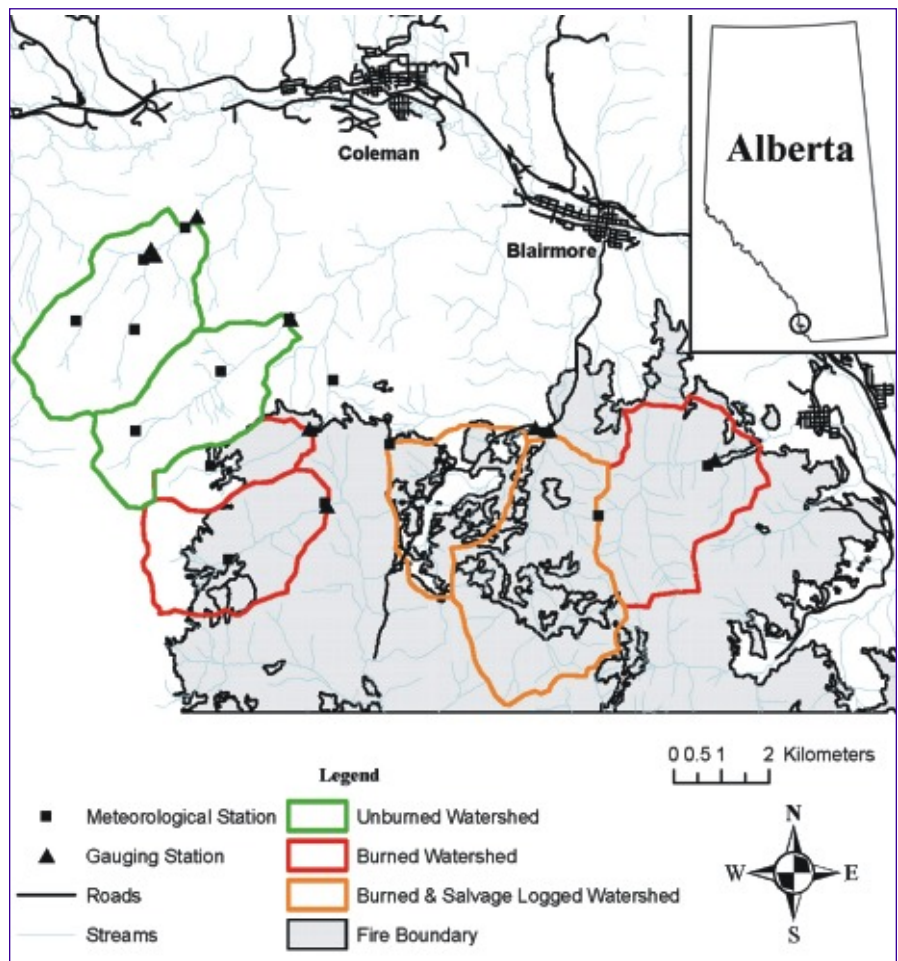 Alberta
Coleman
Blairmore
Legend
0 0.5 1 2 Kilometers
Meteorological Station
Unburned Watershed
Gauging Station
Burned Watershed
Roads
Burned & Salvage Logged Watershed
Streams
Fire Boundary
N
W E
S